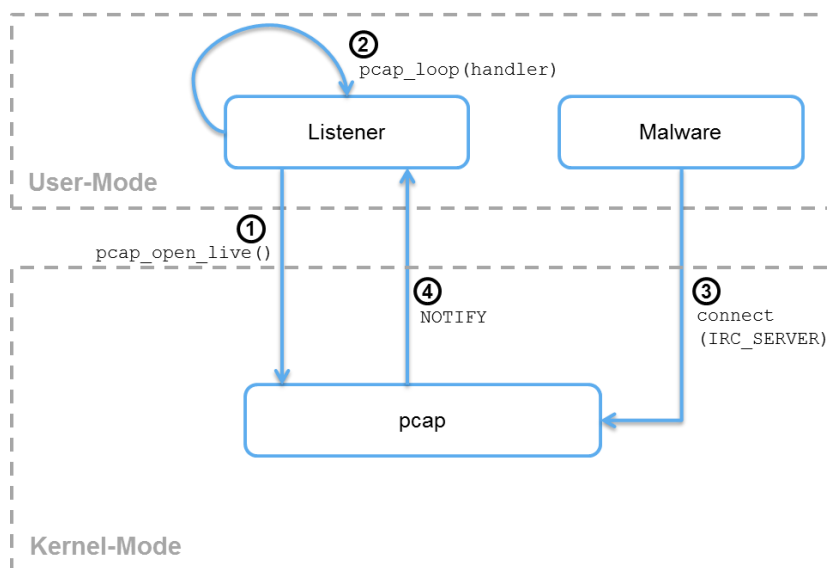 ②
pcap_loop(handler)
Listener
Malware
User-Mode
①
pcap_open_live()
④
NOTIFY
③
connect
(IRC_SERVER)
pcap
Kernel-Mode